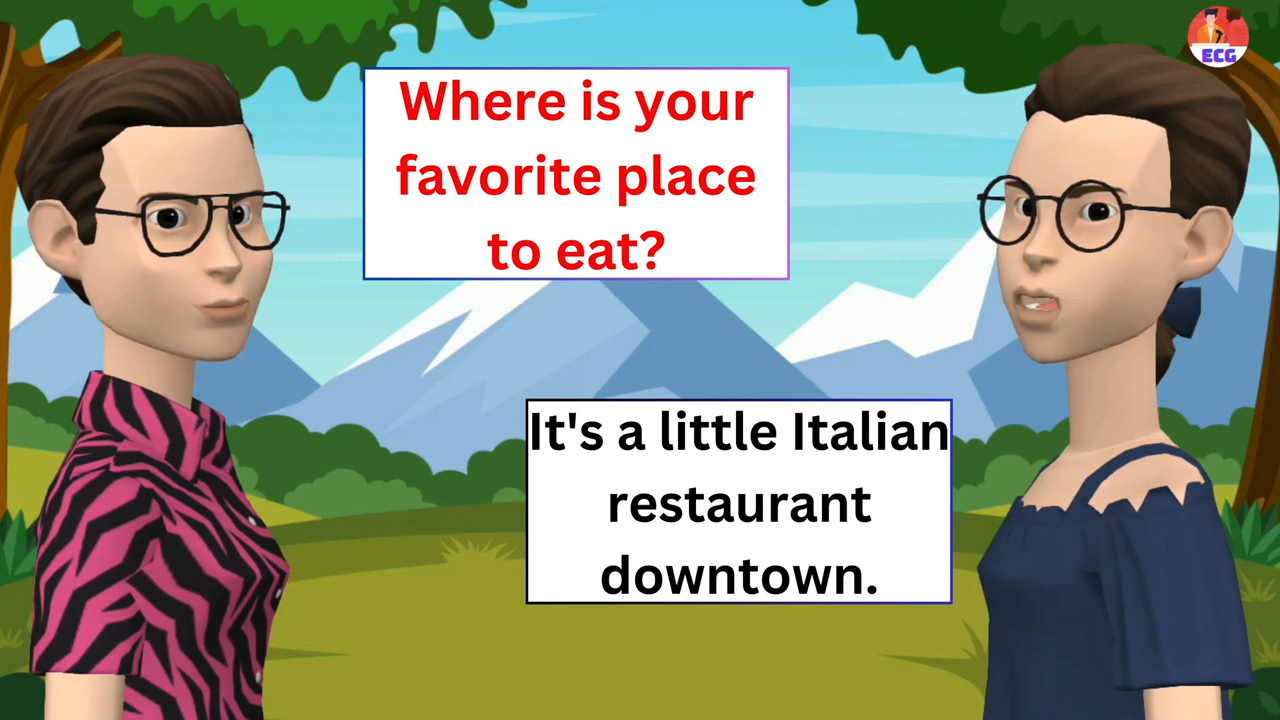 ECG
Where is your
favorite place
to eat?
It's a little Italian
restaurant
downtown.